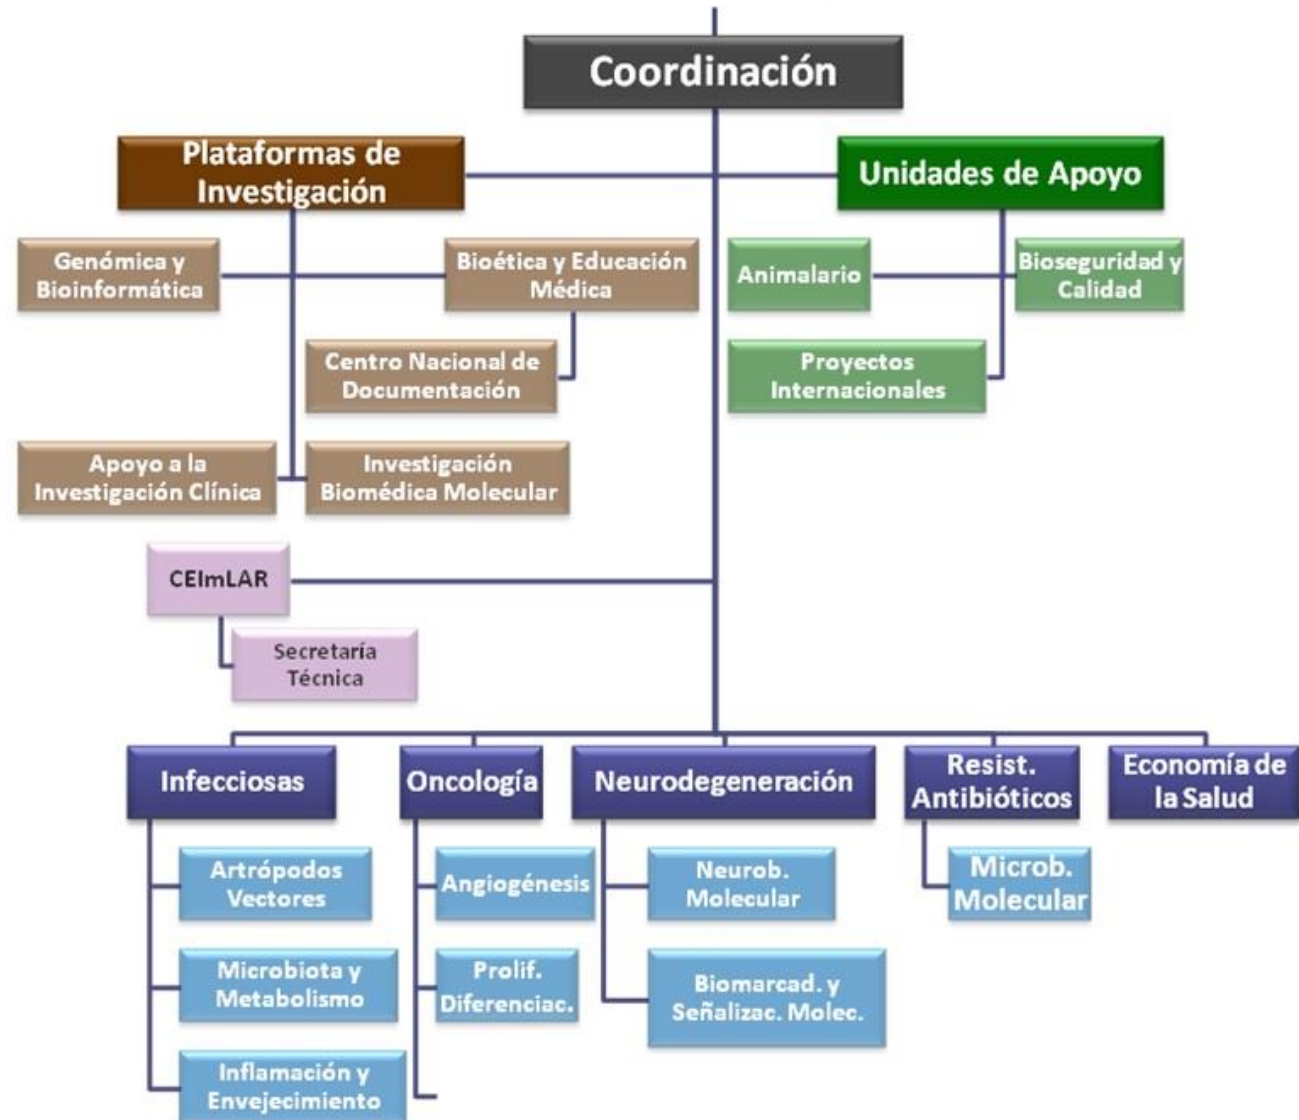 Coordinación
Plataformas de
Investigación
Unidades de Apoyo
Genómica y
Bioinformática
Bioética y Educación
Médica
Animalario
Bioseguridad y
Calidad
Centro Nacional de
Documentación
Proyectos
Internacionales
Apoyo a la
Investigación Clínica
Investigación
Biomédica Molecular
CEImLAR
Secretaría
Técnica
Infecciosas
Oncología
Neurodegeneración
Resist.
Antibióticos
Economía de
la Salud
Artrópodos
Vectores
Angiogénesis
Neurob.
Molecular
Microb.
Molecular
Microbiota y
Metabolismo
Prolif.
Diferenciac.
Biomarcad. y
Señalizac. Molec.
Inflamación y
Envejecimiento